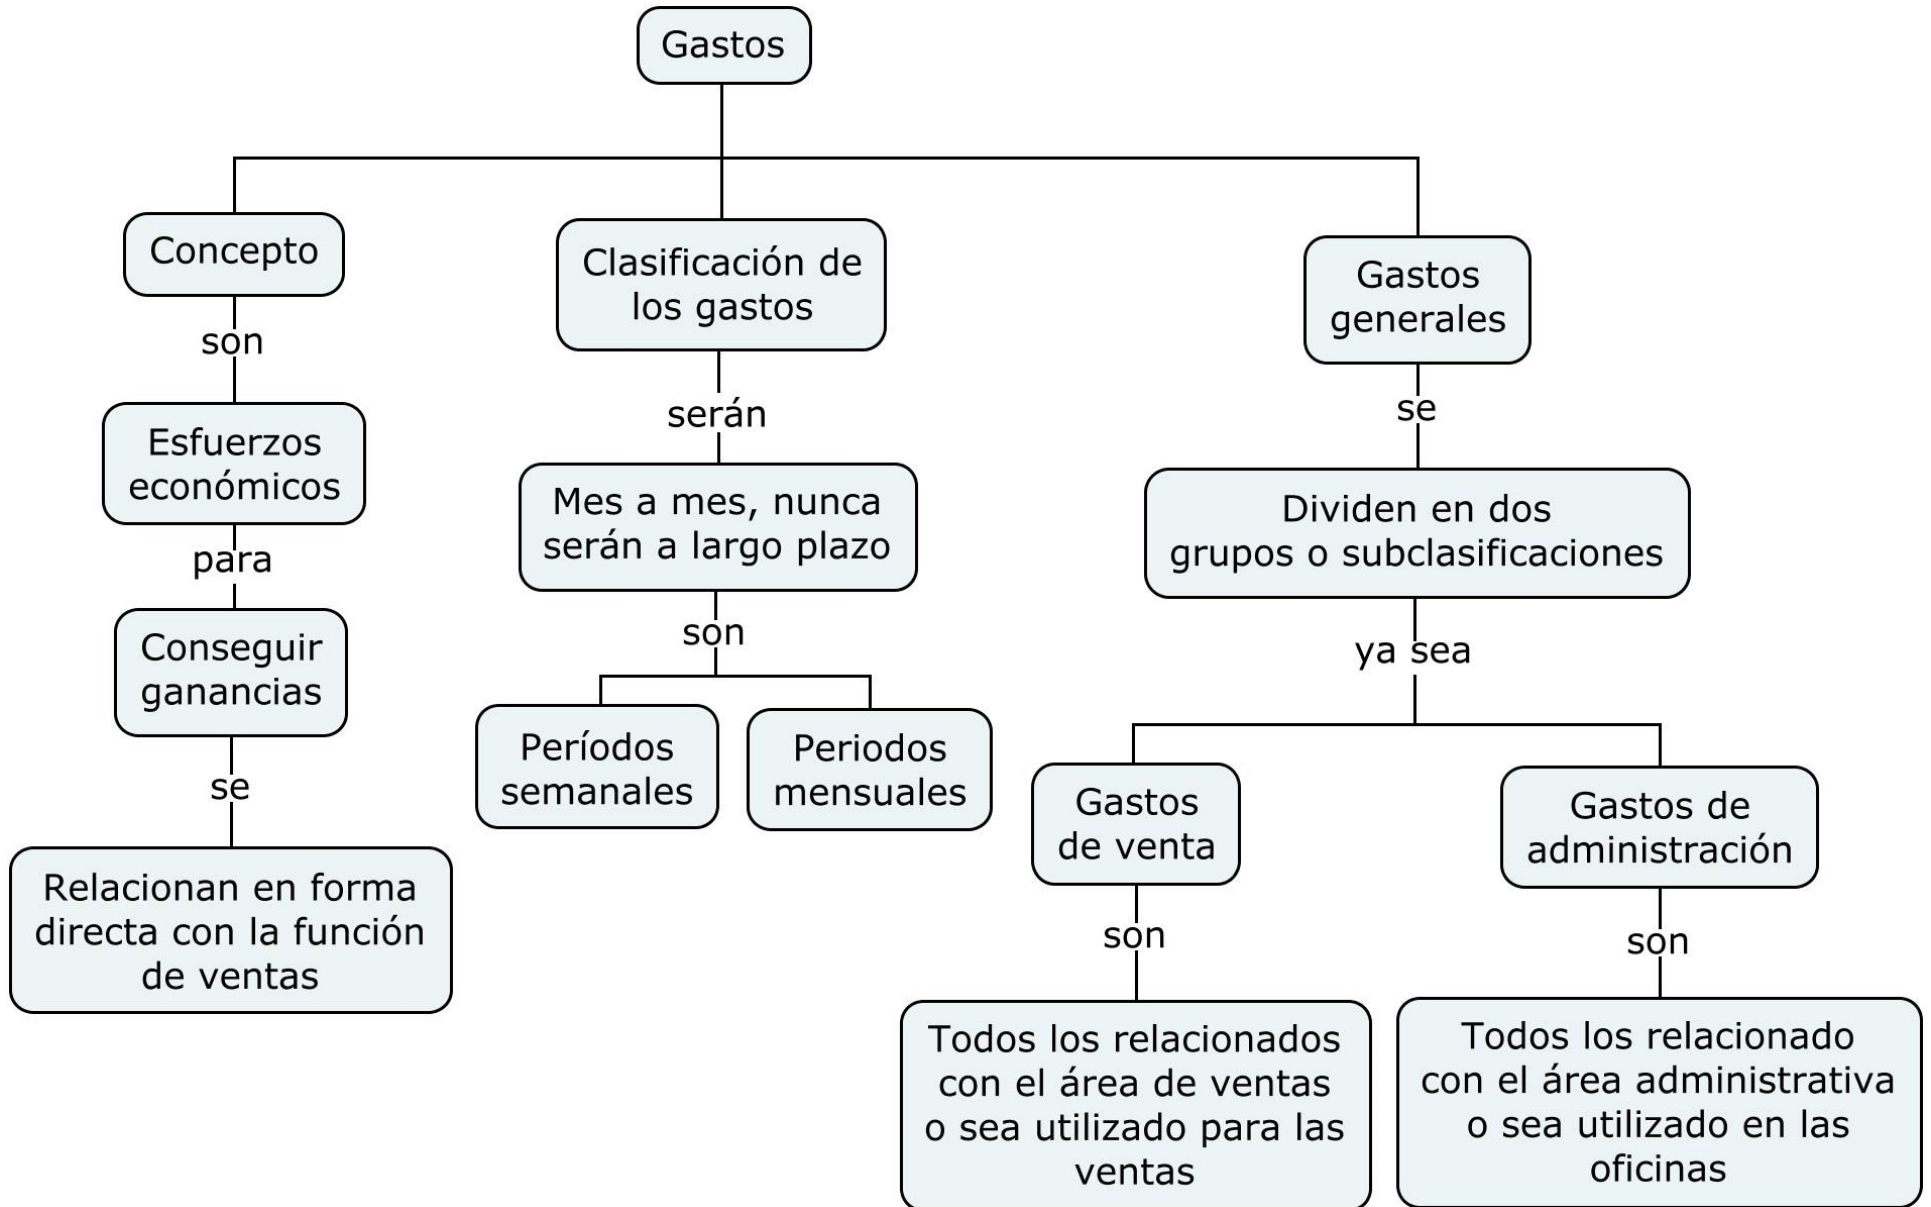 Gastos
Concepto
son
Esfuerzos
económicos
para
Conseguir
ganancias
se
Relacionan en forma
directa con la función
de ventas
Clasificación de
los gastos
serán
Mes a mes, nunca
serán a largo plazo
son
Períodos
semanales
Periodos
mensuales
Gastos
generales
se
Dividen en dos
grupos o subclasificaciones
ya sea
Gastos
de venta
son
Todos los relacionados
con el área de ventas
o sea utilizado para las
ventas
Gastos de
administración
son
Todos los relacionado
con el área administrativa
o sea utilizado en las
oficinas